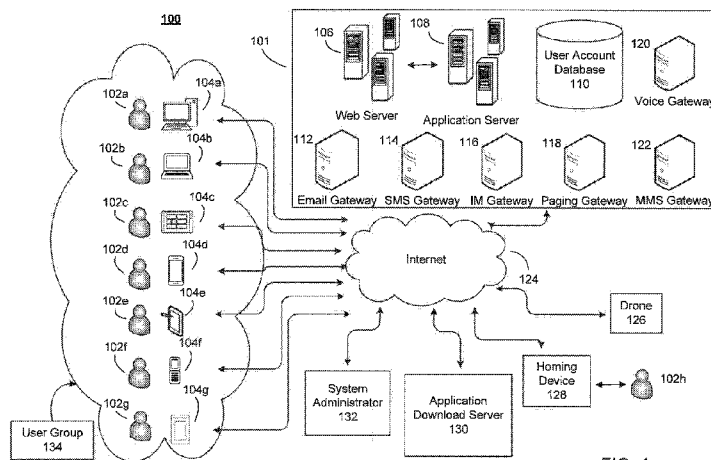 100
101
106
108
120
User Account
Database
110
Web Server
Application Server
Voice Gateway
112
114
116
118
122
Email Gateway
SMS Gateway
IM Gateway
Paging Gateway
MMS Gateway
102a
104a
102b
104b
102c
104c
102d
104d
102e
104e
102f
104f
102g
104g
Internet
124
Drone
126
Homing
Device
128
102h
System
Administrator
132
Application
Download Server
130
User Group
134